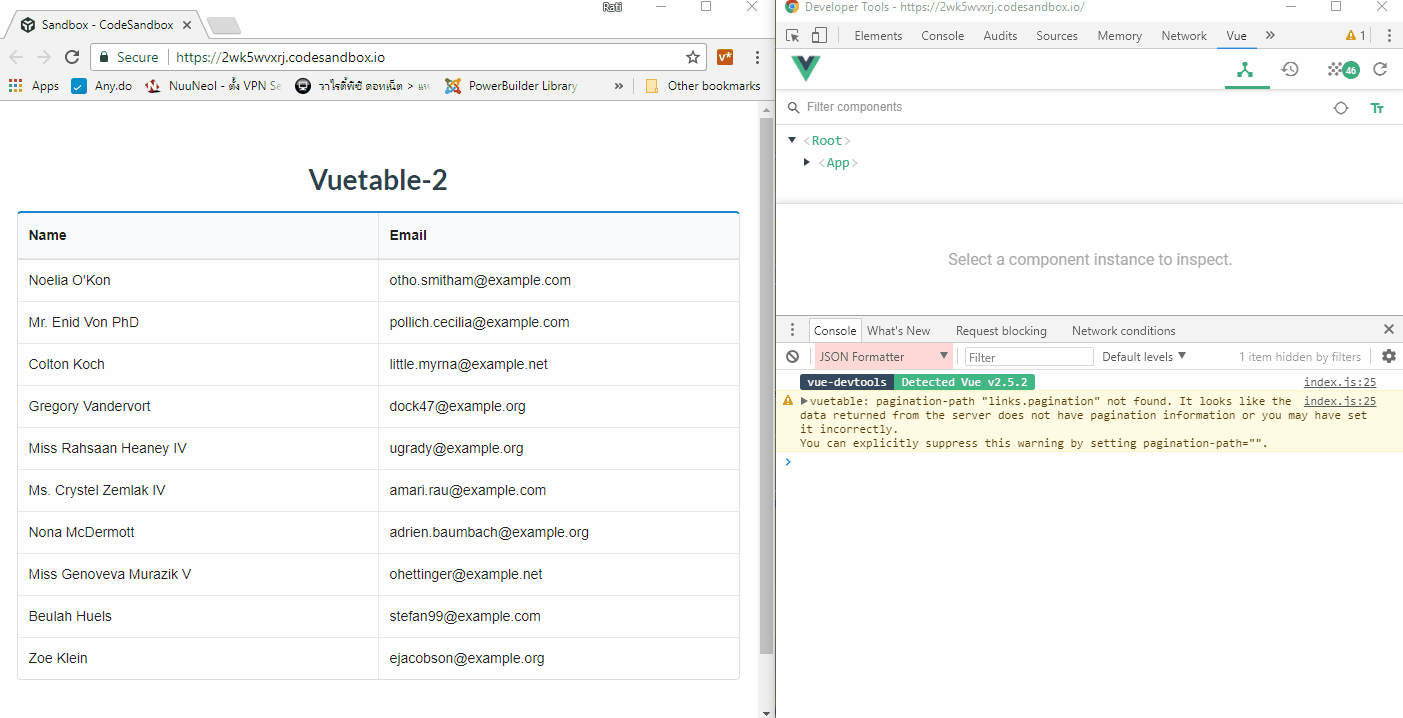 Rati
Sandbox - CodeSandbox
Secure https://2wk5wvxrj.codesandbox.io
Apps Any.do NuuNeoI - ตั้ง VPN Se วาไรตี้พีซี ดอทเน็ต > PowerBuilder Library » Other bookmarks
Vuetable-2
Name Email
Noelia O'Kon otho.smitham@example.com
Mr. Enid Von PhD pollich.cecilia@example.com
Colton Koch little.myrna@example.net
Gregory Vandervort dock47@example.org
Miss Rahsaan Heaney IV ugrady@example.org
Ms. Crystel Zemlak IV amari.rau@example.com
Nona McDermott adrien.baumbach@example.org
Miss Genoveva Murazik V ohettinger@example.net
Beulah Huels stefan99@example.com
Zoe Klein ejacobson@example.org
Developer Tools - https://2wk5wvxrj.codesandbox.io/
Elements Console Audits Sources Memory Network Vue » 1
46
Filter components Tт
<Root>
<App>
Select a component instance to inspect.
Console What's New Request blocking Network conditions
JSON Formatter Filter Default levels 1 item hidden by filters
vue-devtools Detected Vue v2.5.2 index.js:25
vuetable: pagination-path "links.pagination" not found. It looks like the index.js:25
data returned from the server does not have pagination information or you may have set
it incorrectly.
You can explicitly suppress this warning by setting pagination-path="".